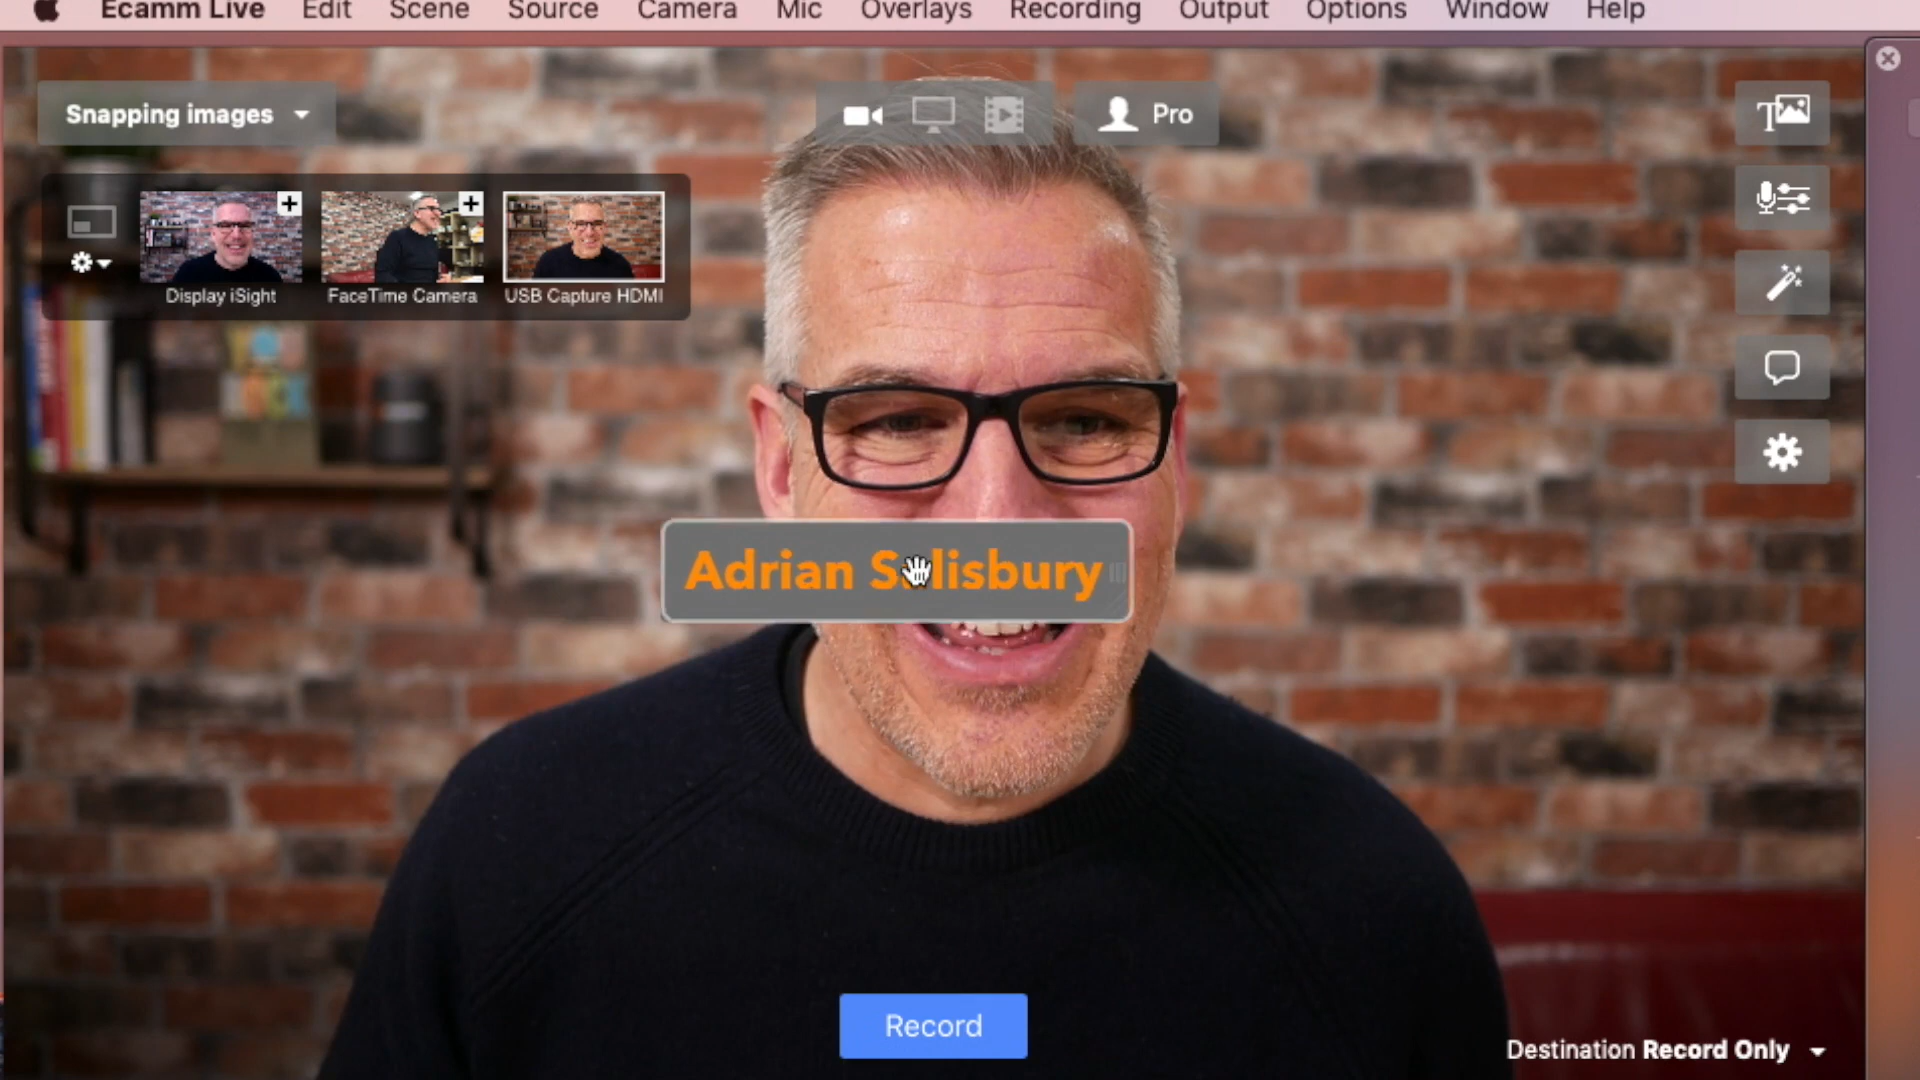 Ecamm Live Edit Scene Source Camera Mic Overlays Recording Output Options Window Help
Snapping images
Pro
Display iSight FaceTime Camera USB Capture HDMI
Adrian Salisbury
Record
Destination Record Only